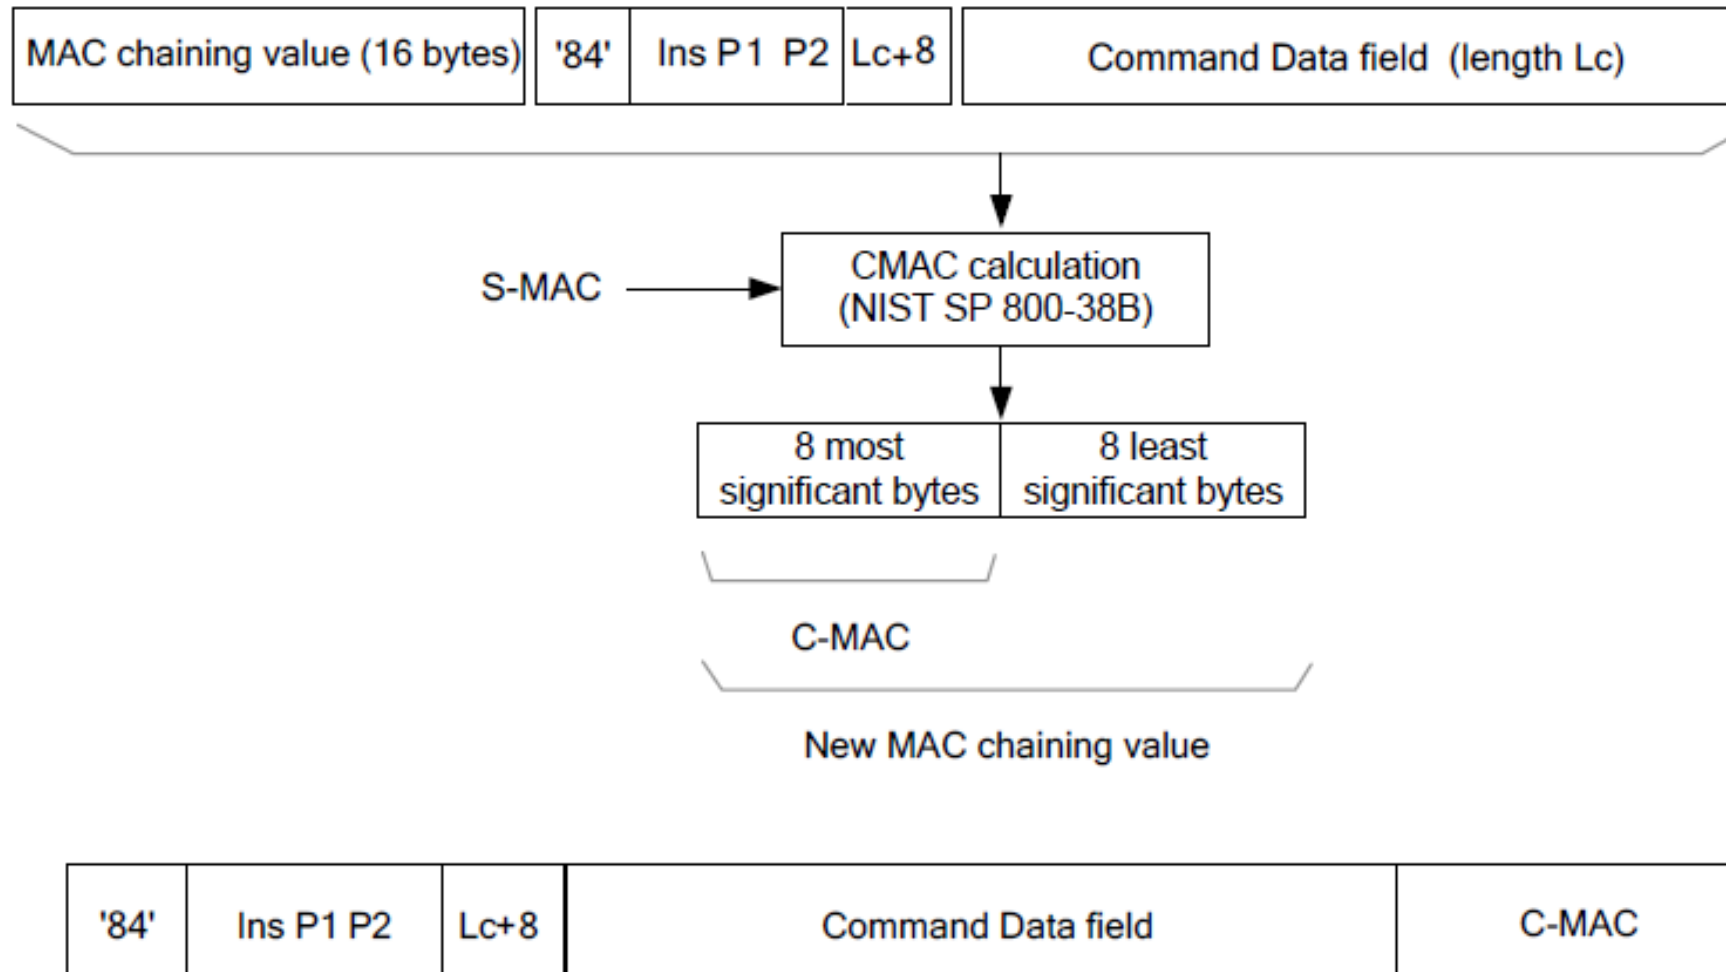 MAC chaining value (16 bytes) '84' Ins P1 P2 Lc+8 Command Data field (length Lc)
S-MAC
CMAC calculation
(NIST SP 800-38B)
8 most
significant bytes
8 least
significant bytes
C-MAC
New MAC chaining value
'84' Ins P1 P2 Lc+8 Command Data field C-MAC